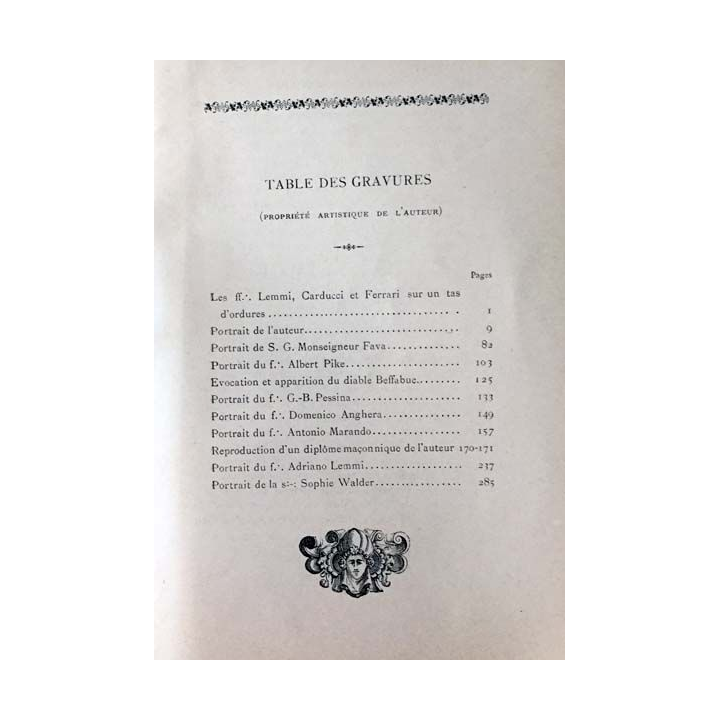 TABLE DES GRAVURES
(PROPRIÉTÉ ARTISTIQUE DE L'AUTEUR)
Pages
Les ff∴ Lemmi, Carducci et Ferrari sur un tas
d'ordures . . . . . . . . . . . . . . . . . . . . . . . . . . . . . . . . . . . 1
Portrait de l'auteur............................. 9
Portrait de S. G. Monseigneur Fava.............. 82
Portrait du f∴ Albert Pike..................... 103
Evocation et apparition du diable Beffabuc........ 125
Portrait du f∴ G.-B. Pessina................... 133
Portrait du f∴ Domenico Anghera............. 149
Portrait du f∴ Antonio Marando................ 157
Reproduction d'un diplôme maçonnique de l'auteur 170-171
Portrait du f∴ Adriano Lemmi................. 237
Portrait de la s∴ Sophie Walder................ 285